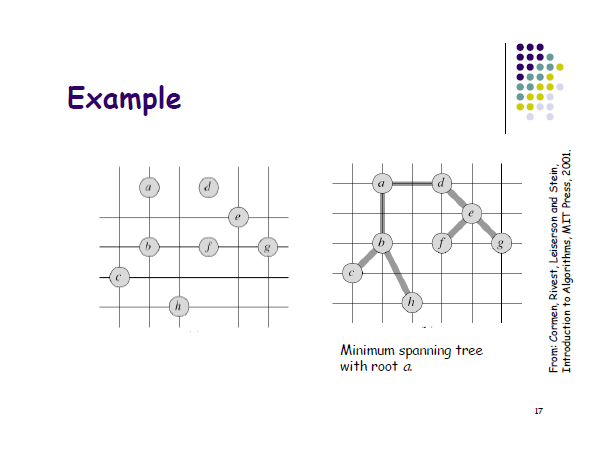 Example
a
d
e
b
f
g
c
h
a
d
e
b
f
g
c
h
Minimum spanning tree
with root a.
From: Cormen, Rivest, Leiserson and Stein,
Introduction to Algorithms, MIT Press, 2001.
17